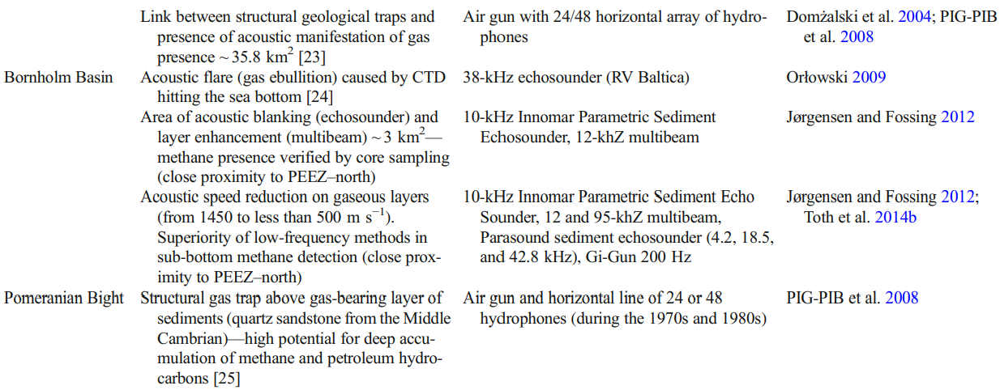 Link between structural geological traps and presence of acoustic manifestation of gas presence ~ 35.8 km² [23]
Air gun with 24/48 horizontal array of hydro-
phones
Domżalski et al. 2004; PIG-PIB
et al. 2008
Bornholm Basin
Acoustic flare (gas ebullition) caused by CTD
hitting the sea bottom [24]
38-kHz echosounder (RV Baltica)
Orłowski 2009
Area of acoustic blanking (echosounder) and
layer enhancement (multibeam) ~ 3 km²—
methane presence verified by core sampling
(close proximity to PEEZ–north)
10-kHz Innomar Parametric Sediment
Echosounder, 12-khZ multibeam
Jørgensen and Fossing 2012
Acoustic speed reduction on gaseous layers
(from 1450 to less than 500 m s⁻¹).
Superiority of low-frequency methods in
sub-bottom methane detection (close prox-
imity to PEEZ–north)
10-kHz Innomar Parametric Sediment Echo
Sounder, 12 and 95-khZ multibeam,
Parasound sediment echosounder (4.2, 18.5,
and 42.8 kHz), Gi-Gun 200 Hz
Jørgensen and Fossing 2012;
Toth et al. 2014b
Pomeranian Bight
Structural gas trap above gas-bearing layer of
sediments (quartz sandstone from the Middle
Cambrian)—high potential for deep accu-
mulation of methane and petroleum hydro-
carbons [25]
Air gun and horizontal line of 24 or 48
hydrophones (during the 1970s and 1980s)
PIG-PIB et al. 2008